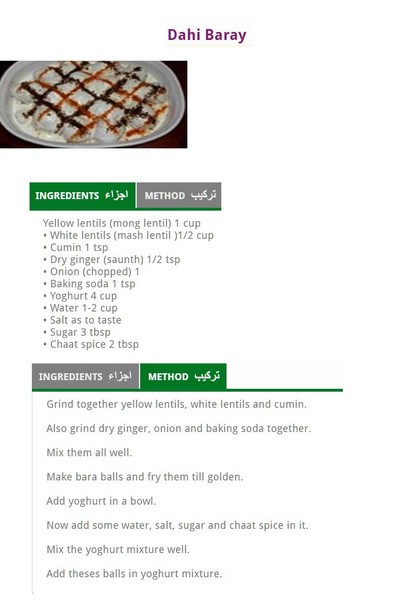 Dahi Baray
INGREDIENTS اجزاء METHOD ترکیب
Yellow lentils (mong lentil) 1 cup
• White lentils (mash lentil )1/2 cup
• Cumin 1 tsp
• Dry ginger (saunth) 1/2 tsp
• Onion (chopped) 1
• Baking soda 1 tsp
• Yoghurt 4 cup
• Water 1-2 cup
• Salt as to taste
• Sugar 3 tbsp
• Chaat spice 2 tbsp
INGREDIENTS اجزاء METHOD ترکیب
Grind together yellow lentils, white lentils and cumin.
Also grind dry ginger, onion and baking soda together.
Mix them all well.
Make bara balls and fry them till golden.
Add yoghurt in a bowl.
Now add some water, salt, sugar and chaat spice in it.
Mix the yoghurt mixture well.
Add theses balls in yoghurt mixture.